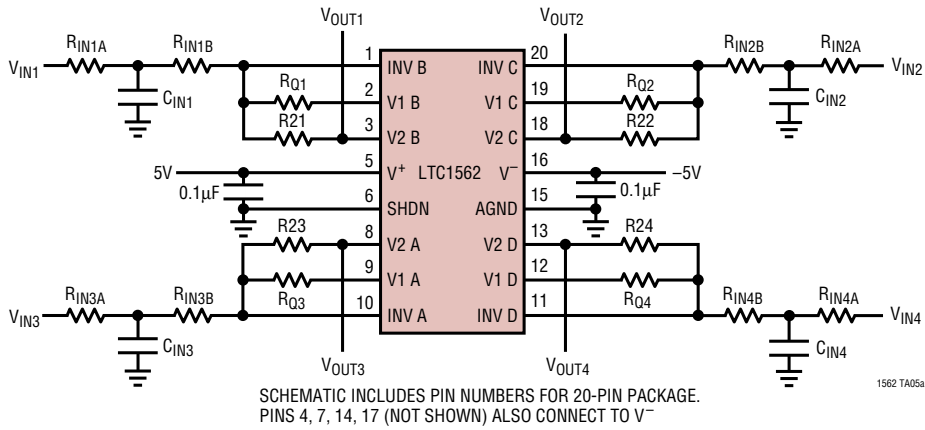 VOUT1 VOUT2
RIN1A RIN1B 1 20 RIN2B RIN2A
VIN1 INV B INV C VIN2
CIN1 RQ1 2 V1 B V1 C 19 RQ2 CIN2
R21 3 V2 B V2 C 18 R22
5V 5 V+ LTC1562 V− 16 –5V
0.1µF 0.1µF
6 SHDN AGND 15
R23 8 V2 A V2 D 13 R24
9 V1 A V1 D 12
RIN3A RIN3B RQ3 10 INV A INV D 11 RQ4 RIN4B RIN4A
VIN3 VIN4
CIN3 CIN4
VOUT3 VOUT4
1562 TA05a
SCHEMATIC INCLUDES PIN NUMBERS FOR 20-PIN PACKAGE.
PINS 4, 7, 14, 17 (NOT SHOWN) ALSO CONNECT TO V−